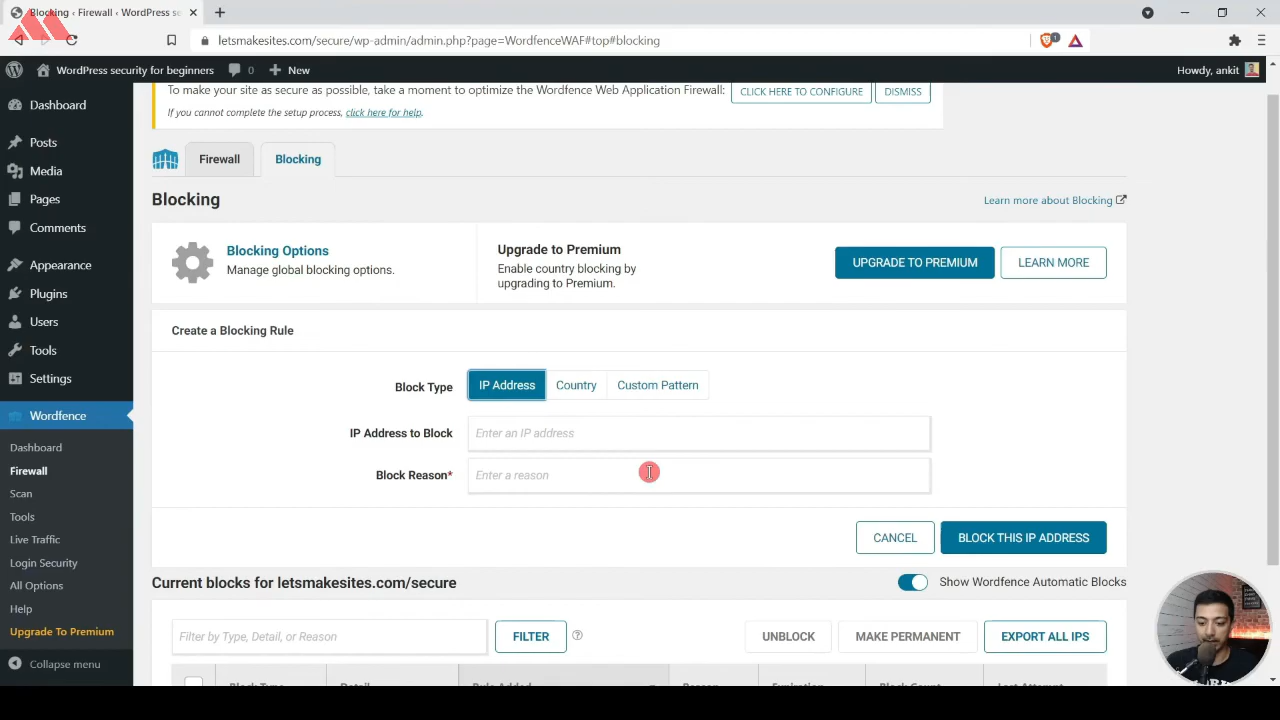 Blocking ‹ Firewall ‹ WordPress se
letsmakesites.com/secure/wp-admin/admin.php?page=WordfenceWAF#top#blocking
1
WordPress security for beginners
0
New
Howdy, ankit
To make your site as secure as possible, take a moment to optimize the Wordfence Web Application Firewall:
CLICK HERE TO CONFIGURE
DISMISS
If you cannot complete the setup process, click here for help.
Dashboard
Posts
Media
Pages
Comments
Appearance
Plugins
Users
Tools
Settings
Wordfence
Dashboard
Firewall
Scan
Tools
Live Traffic
Login Security
All Options
Help
Upgrade To Premium
Collapse menu
Firewall
Blocking
Blocking
Learn more about Blocking
Blocking Options
Manage global blocking options.
Upgrade to Premium
Enable country blocking by
upgrading to Premium.
UPGRADE TO PREMIUM
LEARN MORE
Create a Blocking Rule
Block Type
IP Address
Country
Custom Pattern
IP Address to Block
Enter an IP address
Block Reason*
Enter a reason
CANCEL
BLOCK THIS IP ADDRESS
Current blocks for letsmakesites.com/secure
Show Wordfence Automatic Blocks
Filter by Type, Detail, or Reason
FILTER
UNBLOCK
MAKE PERMANENT
EXPORT ALL IPS
Block Type
Detail
Rule Added
Reason
Expiration
Block Count
Last Attempt